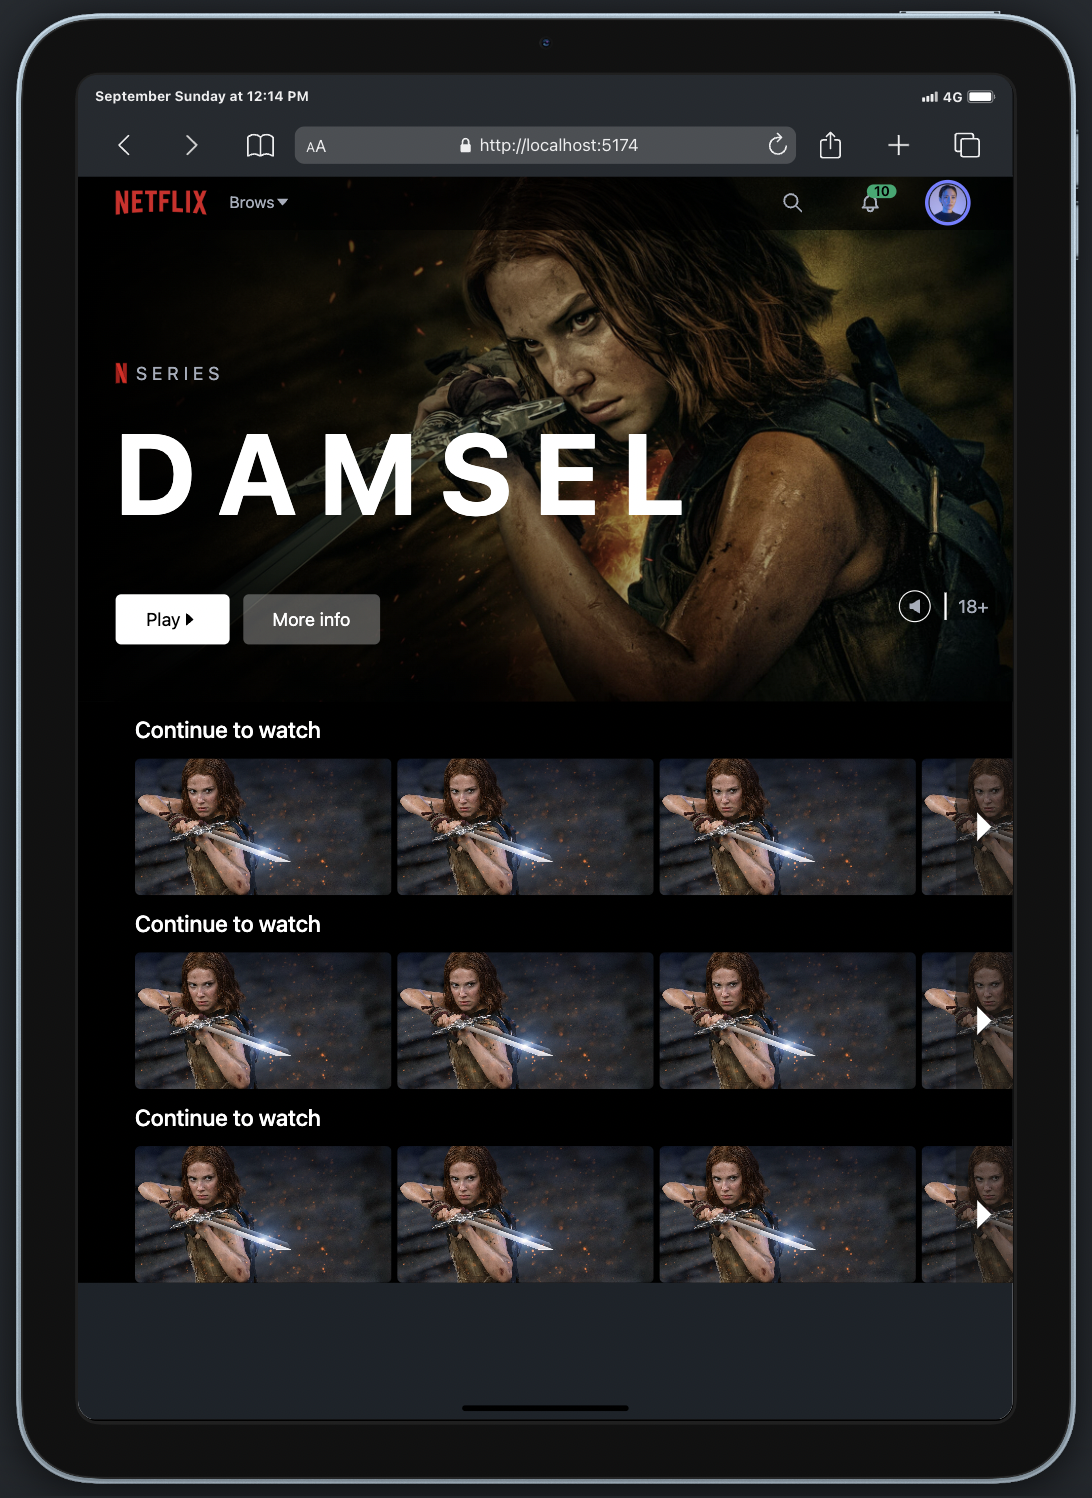 September Sunday at 12:14 PM
4G
AA
http://localhost:5174
NETFLIX
Brows
10
N SERIES
DAMSEL
Play
More info
18+
Continue to watch
Continue to watch
Continue to watch